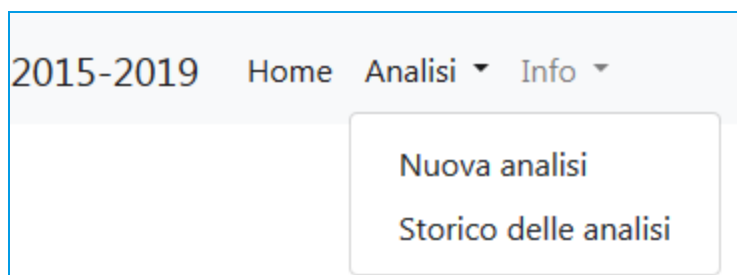 2015-2019 Home Analisi Info
Nuova analisi
Storico delle analisi